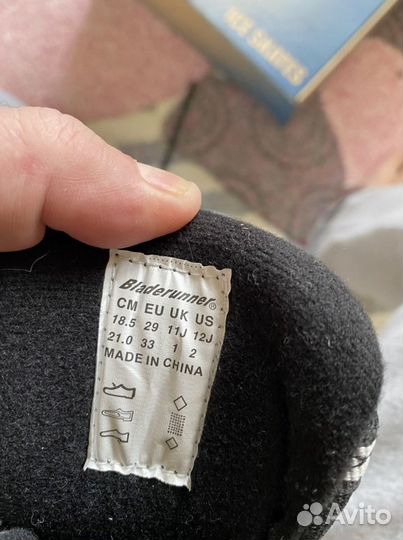 ICE SKATES
Bladerunner®
CM EU UK US
18.5 29 11J 12J
21.0 33 1 2
MADE IN CHINA
Avito